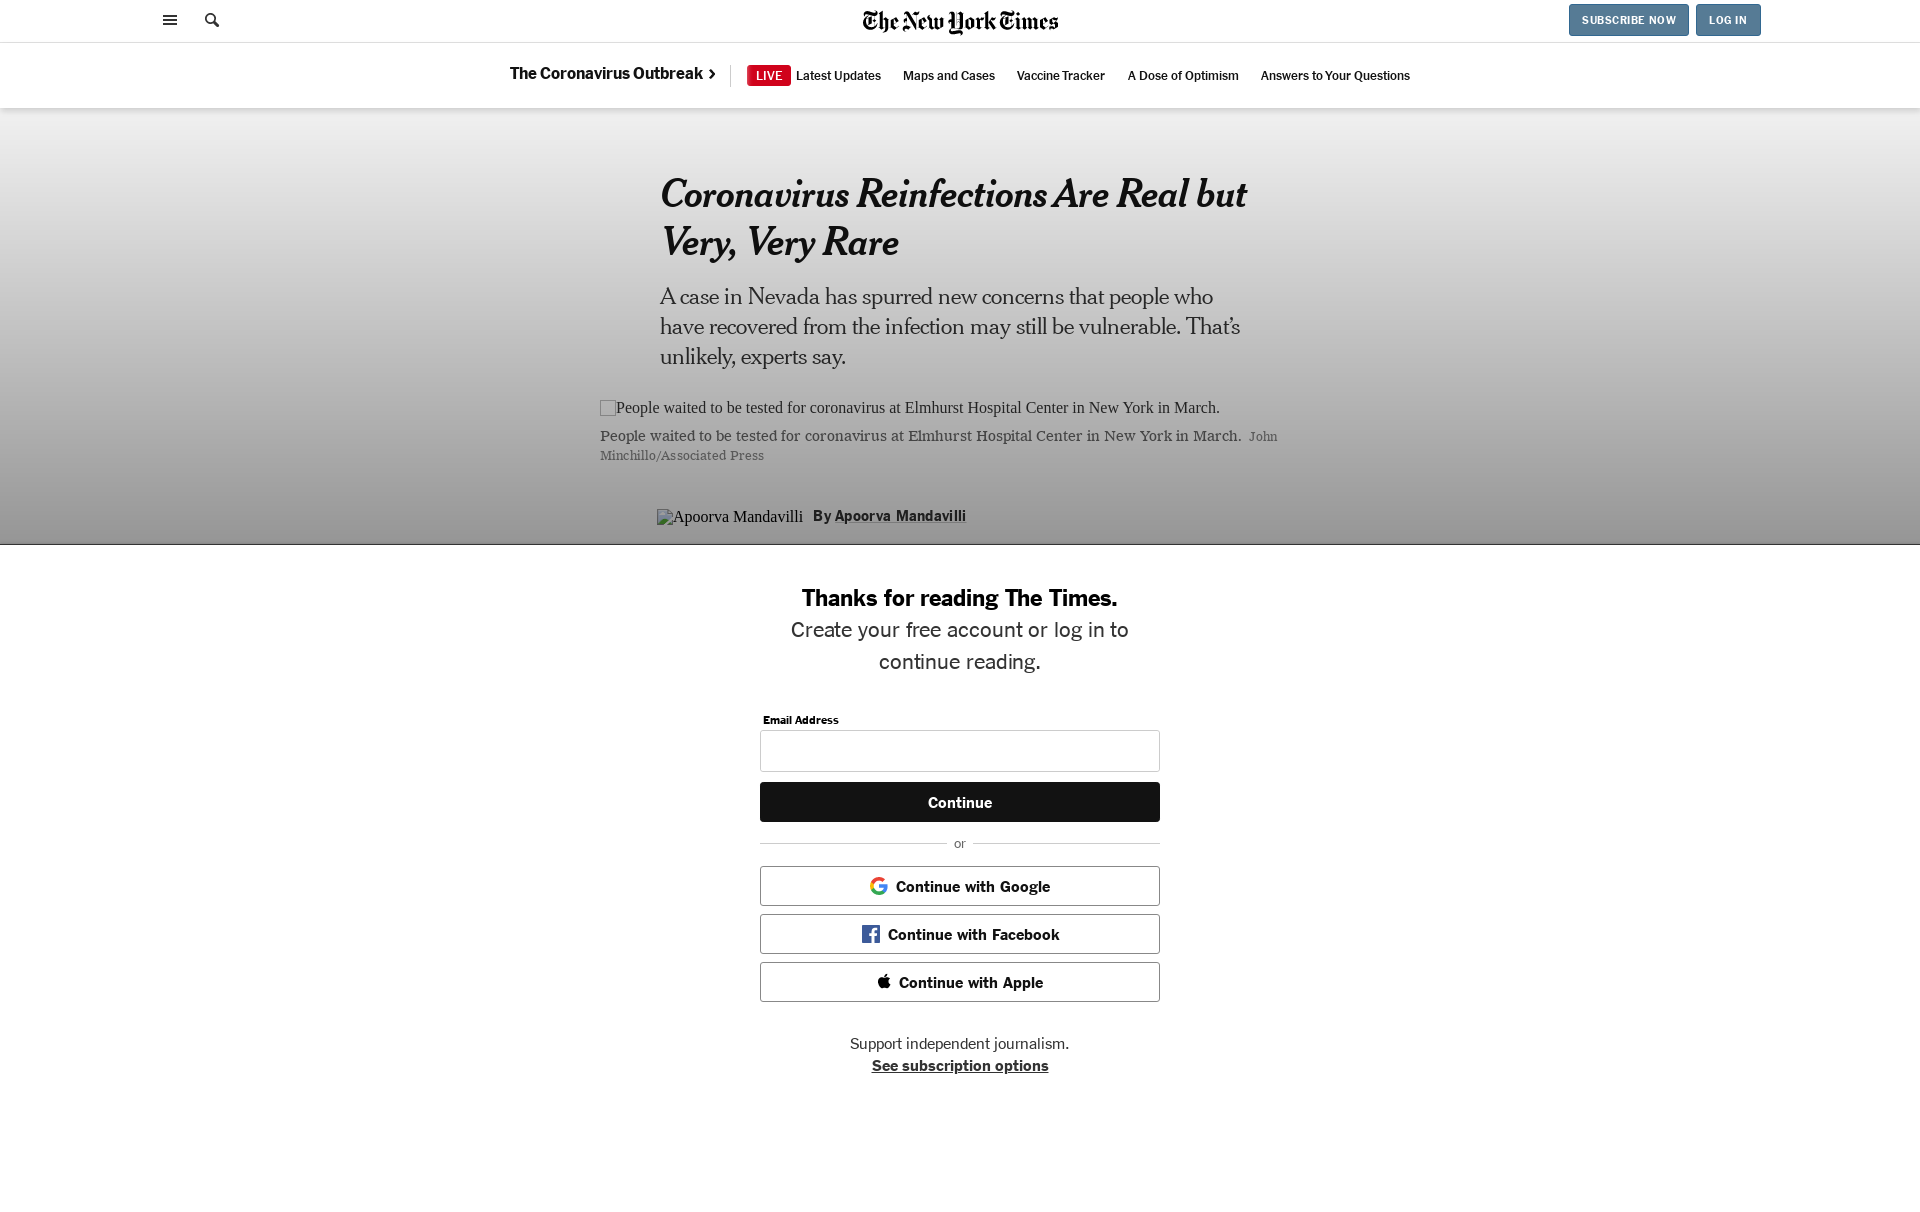 The New York Times
SUBSCRIBE NOW
LOG IN
The Coronavirus Outbreak ›
LIVE Latest Updates
Maps and Cases
Vaccine Tracker
A Dose of Optimism
Answers to Your Questions
Coronavirus Reinfections Are Real but
Very, Very Rare
A case in Nevada has spurred new concerns that people who
have recovered from the infection may still be vulnerable. That’s
unlikely, experts say.
People waited to be tested for coronavirus at Elmhurst Hospital Center in New York in March.
People waited to be tested for coronavirus at Elmhurst Hospital Center in New York in March. John
Minchillo/Associated Press
Apoorva Mandavilli By Apoorva Mandavilli
Thanks for reading The Times.
Create your free account or log in to
continue reading.
Email Address
Continue
or
Continue with Google
Continue with Facebook
Continue with Apple
Support independent journalism.
See subscription options